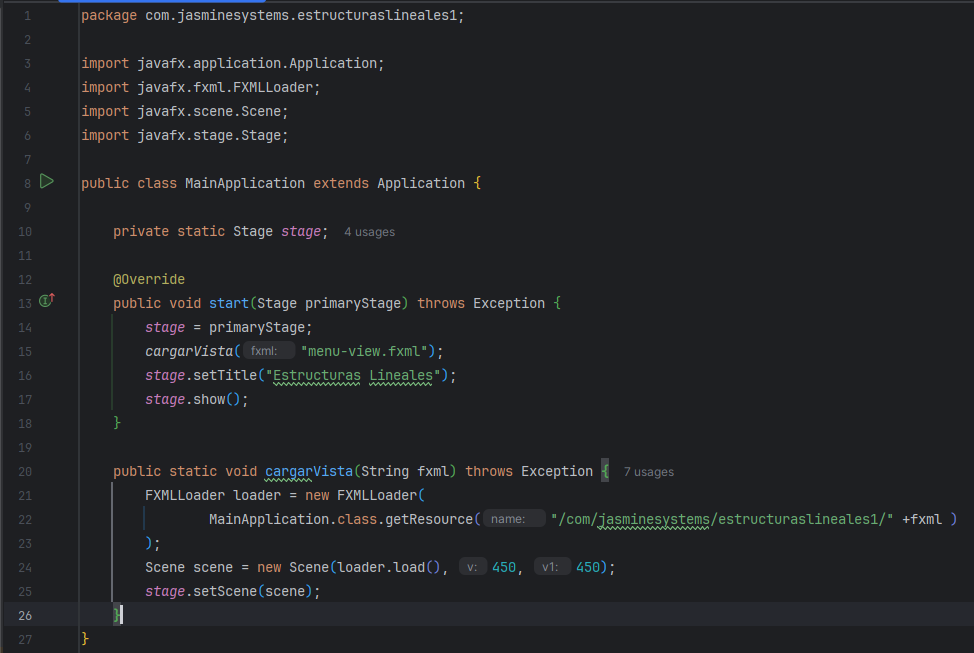 1 package com.jasminesystems.estructuraslineales1;
2
3 import javafx.application.Application;
4 import javafx.fxml.FXMLLoader;
5 import javafx.scene.Scene;
6 import javafx.stage.Stage;
7
8 public class MainApplication extends Application {
9
10     private static Stage stage; 4 usages
11
12     @Override
13     public void start(Stage primaryStage) throws Exception {
14         stage = primaryStage;
15         cargarVista( fxml: "menu-view.fxml");
16         stage.setTitle("Estructuras Lineales");
17         stage.show();
18     }
19
20     public static void cargarVista(String fxml) throws Exception { 7 usages
21         FXMLLoader loader = new FXMLLoader(
22                 MainApplication.class.getResource( name: "/com/jasminesystems/estructuraslineales1/" +fxml )
23         );
24         Scene scene = new Scene(loader.load(), v: 450, v1: 450);
25         stage.setScene(scene);
26     }
27 }